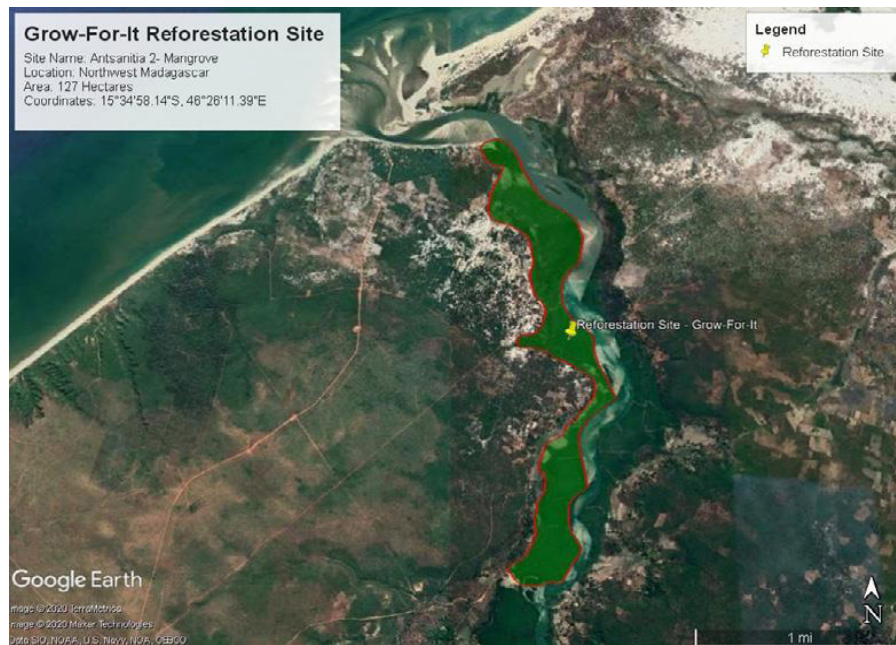 Grow-For-It Reforestation Site
Site Name: Antsanitia 2- Mangrove
Location: Northwest Madagascar
Area: 127 Hectares
Coordinates: 15°34'58.14"S, 46°26'11.39"E
Legend
Reforestation Site
Reforestation Site - Grow-For-It
Google Earth
mage © 2020 TerraMetrics
mage © 2020 Maxar Technologies
Data SIO, NOAA, U.S. Navy, NGA, GEBCO
N
1 mi